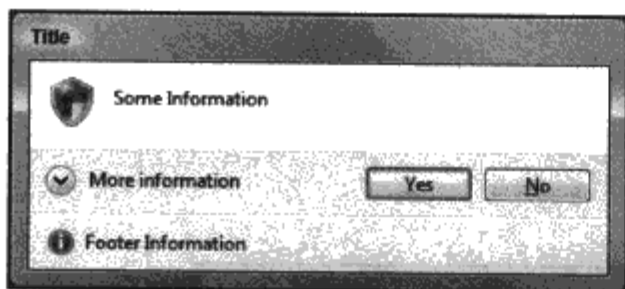 Title
Some Information
More information
Yes
No
Footer Information